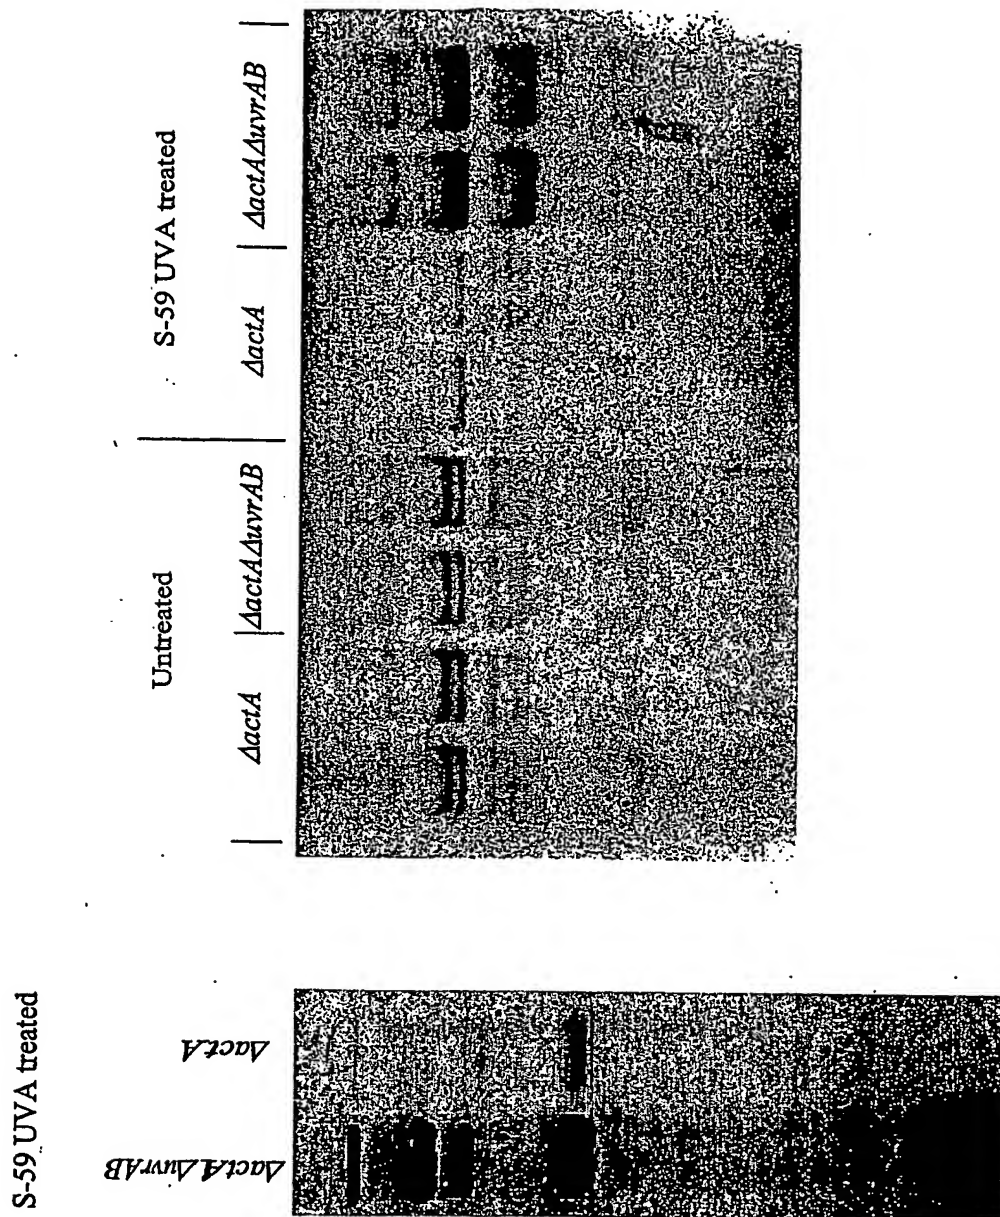 S-59 UVA treated
ΔactAΔuvrAB
ΔactA
Untreated
S-59 UVA treated
ΔactA
ΔactAΔuvrAB
ΔactA
ΔactAΔuvrAB